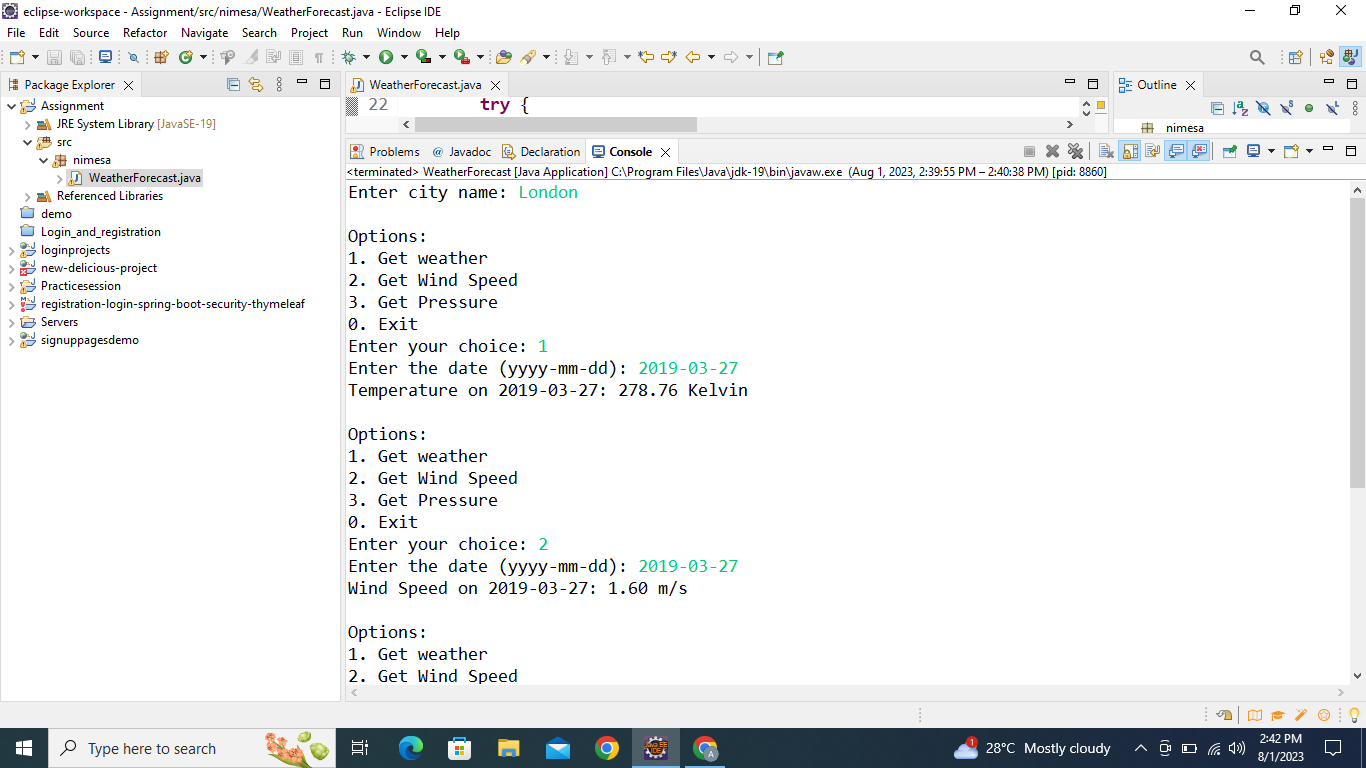 eclipse-workspace - Assignment/src/nimesa/WeatherForecast.java - Eclipse IDE
File Edit Source Refactor Navigate Search Project Run Window Help
Package Explorer
Assignment
JRE System Library [JavaSE-19]
src
nimesa
WeatherForecast.java
Referenced Libraries
demo
Login_and_registration
loginprojects
new-delicious-project
Practicesession
registration-login-spring-boot-security-thymeleaf
Servers
signuppagesdemo
WeatherForecast.java
22 try {
Outline
nimesa
Problems @ Javadoc Declaration Console
<terminated> WeatherForecast [Java Application] C:\Program Files\Java\jdk-19\bin\javaw.exe (Aug 1, 2023, 2:39:55 PM – 2:40:38 PM) [pid: 8860]
Enter city name: London
Options:
1. Get weather
2. Get Wind Speed
3. Get Pressure
0. Exit
Enter your choice: 1
Enter the date (yyyy-mm-dd): 2019-03-27
Temperature on 2019-03-27: 278.76 Kelvin
Options:
1. Get weather
2. Get Wind Speed
3. Get Pressure
0. Exit
Enter your choice: 2
Enter the date (yyyy-mm-dd): 2019-03-27
Wind Speed on 2019-03-27: 1.60 m/s
Options:
1. Get weather
2. Get Wind Speed
Type here to search
1
28°C Mostly cloudy
2:42 PM
8/1/2023